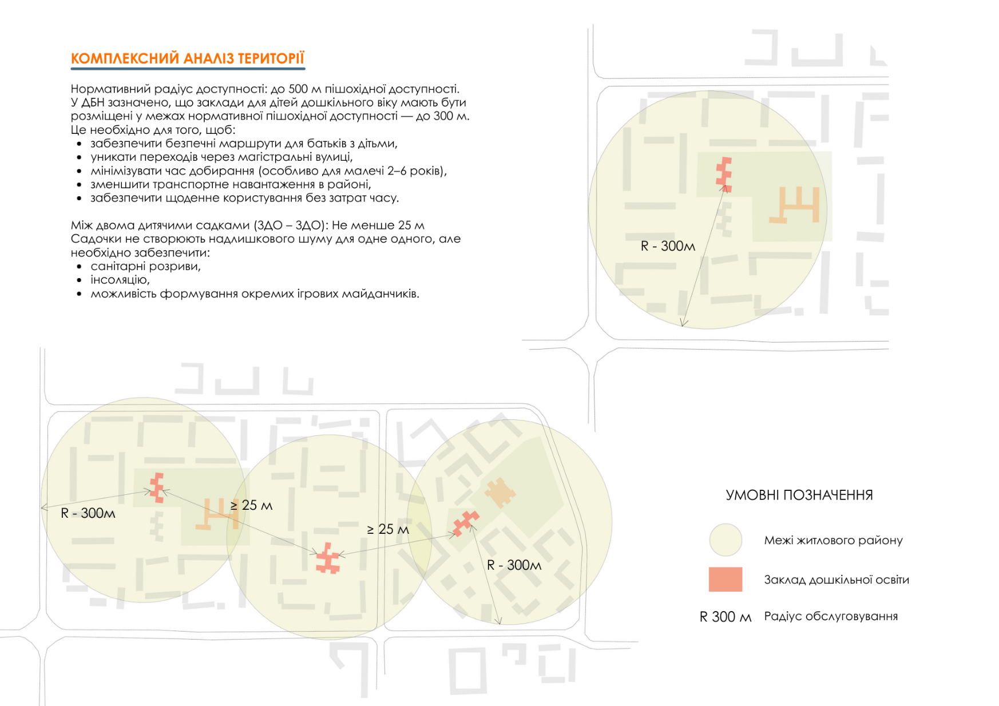 КОМПЛЕКСНИЙ АНАЛІЗ ТЕРИТОРІЇ
Нормативний радіус доступності: до 500 м пішохідної доступності.
У ДБН зазначено, що заклади для дітей дошкільного віку мають бути
розміщені у межах нормативної пішохідної доступності — до 300 м.
Це необхідно для того, щоб:
• забезпечити безпечні маршрути для батьків з дітьми,
• уникати переходів через магістральні вулиці,
• мінімізувати час добирання (особливо для малечі 2–6 років),
• зменшити транспортне навантаження в районі,
• забезпечити щоденне користування без затрат часу.
Між двома дитячими садками (ЗДО – ЗДО): Не менше 25 м
Садочки не створюють надлишкового шуму для одне одного, але
необхідно забезпечити:
• санітарні розриви,
• інсоляцію,
• можливість формування окремих ігрових майданчиків.
R - 300м
R - 300м
≥ 25 м
≥ 25 м
R - 300м
УМОВНІ ПОЗНАЧЕННЯ
Межі житлового району
Заклад дошкільної освіти
R 300 м Радіус обслуговування